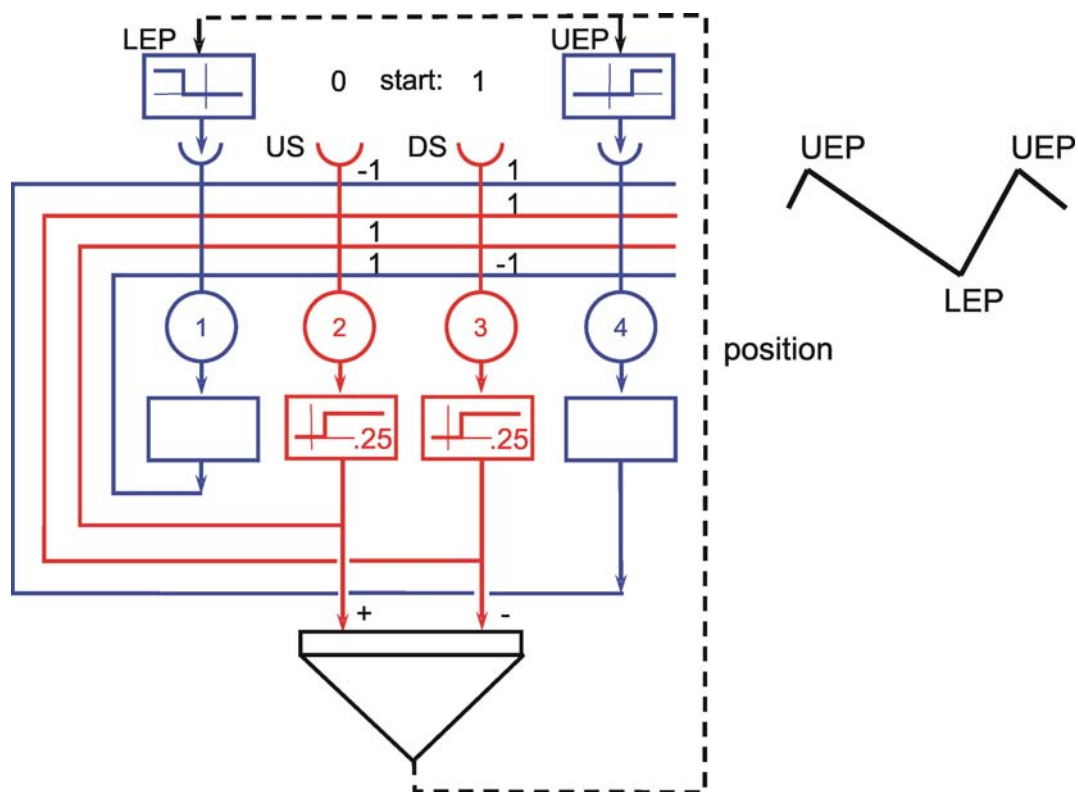 LEP UEP
0 start: 1
US DS
-1 1
1
1
1 -1
UEP UEP
LEP
1 2 3 4
position
.25 .25
+ -